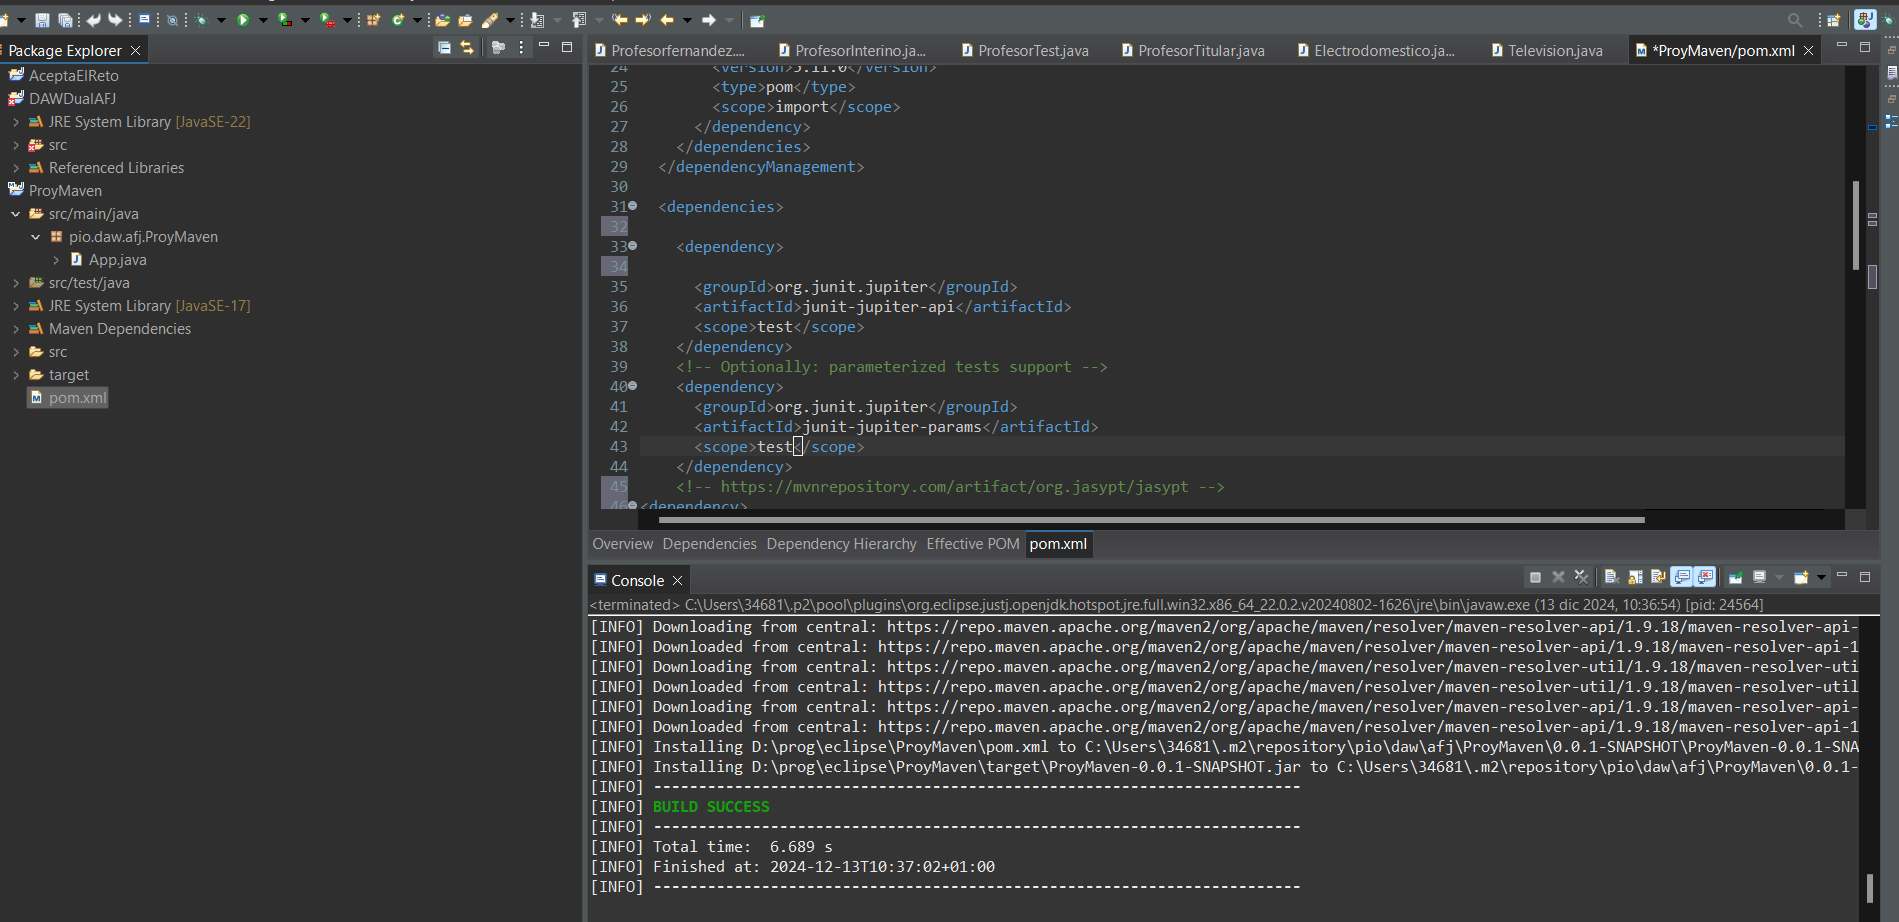 Package Explorer
AceptaElReto
DAWDualAFJ
JRE System Library [JavaSE-22]
src
Referenced Libraries
ProyMaven
src/main/java
pio.daw.afj.ProyMaven
App.java
src/test/java
JRE System Library [JavaSE-17]
Maven Dependencies
src
target
pom.xml
Profesorfernandez.... ProfesorInterino.ja... ProfesorTest.java ProfesorTitular.java Electrodomestico.ja... Television.java *ProyMaven/pom.xml
24 <version>5.11.0</version>
25 <type>pom</type>
26 <scope>import</scope>
27 </dependency>
28 </dependencies>
29 </dependencyManagement>
30
31 <dependencies>
32
33 <dependency>
34
35 <groupId>org.junit.jupiter</groupId>
36 <artifactId>junit-jupiter-api</artifactId>
37 <scope>test</scope>
38 </dependency>
39 <!-- Optionally: parameterized tests support -->
40 <dependency>
41 <groupId>org.junit.jupiter</groupId>
42 <artifactId>junit-jupiter-params</artifactId>
43 <scope>test</scope>
44 </dependency>
45 <!-- https://mvnrepository.com/artifact/org.jasypt/jasypt -->
46 <dependency>
Overview Dependencies Dependency Hierarchy Effective POM pom.xml
Console
<terminated> C:\Users\34681\.p2\pool\plugins\org.eclipse.justj.openjdk.hotspot.jre.full.win32.x86_64_22.0.2.v20240802-1626\jre\bin\javaw.exe (13 dic 2024, 10:36:54) [pid: 24564]
[INFO] Downloading from central: https://repo.maven.apache.org/maven2/org/apache/maven/resolver/maven-resolver-api/1.9.18/maven-resolver-api-
[INFO] Downloaded from central: https://repo.maven.apache.org/maven2/org/apache/maven/resolver/maven-resolver-api/1.9.18/maven-resolver-api-1
[INFO] Downloading from central: https://repo.maven.apache.org/maven2/org/apache/maven/resolver/maven-resolver-util/1.9.18/maven-resolver-uti
[INFO] Downloaded from central: https://repo.maven.apache.org/maven2/org/apache/maven/resolver/maven-resolver-util/1.9.18/maven-resolver-util
[INFO] Downloading from central: https://repo.maven.apache.org/maven2/org/apache/maven/resolver/maven-resolver-api/1.9.18/maven-resolver-api-
[INFO] Downloaded from central: https://repo.maven.apache.org/maven2/org/apache/maven/resolver/maven-resolver-api/1.9.18/maven-resolver-api-1
[INFO] Installing D:\prog\eclipse\ProyMaven\pom.xml to C:\Users\34681\.m2\repository\pio\daw\afj\ProyMaven\0.0.1-SNAPSHOT\ProyMaven-0.0.1-SNA
[INFO] Installing D:\prog\eclipse\ProyMaven\target\ProyMaven-0.0.1-SNAPSHOT.jar to C:\Users\34681\.m2\repository\pio\daw\afj\ProyMaven\0.0.1-
[INFO] ------------------------------------------------------------------------
[INFO] BUILD SUCCESS
[INFO] ------------------------------------------------------------------------
[INFO] Total time:  6.689 s
[INFO] Finished at: 2024-12-13T10:37:02+01:00
[INFO] ------------------------------------------------------------------------